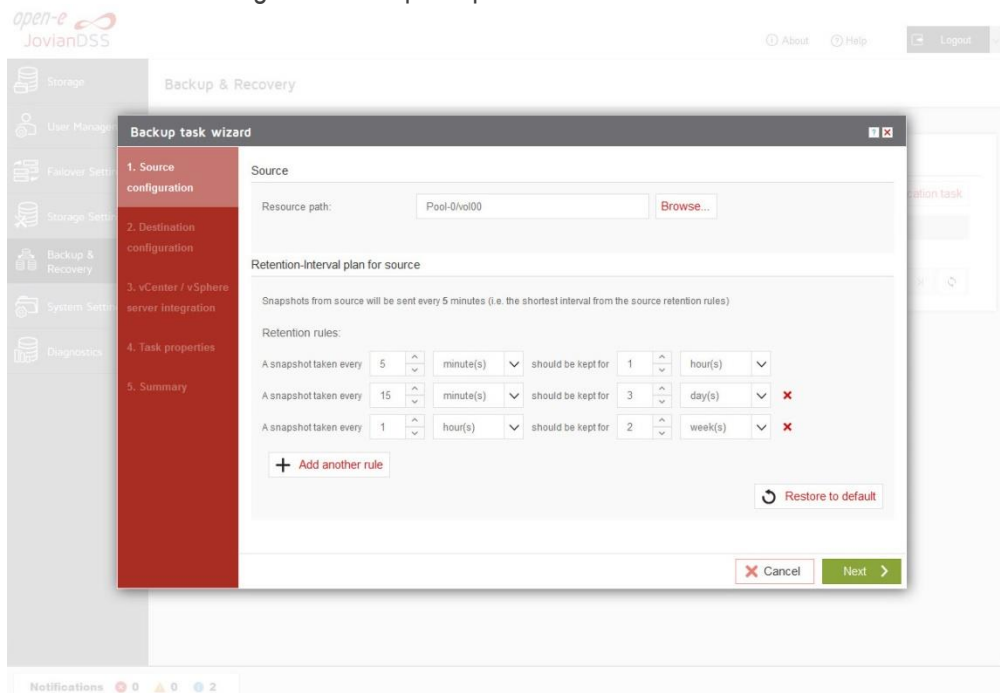 open-e
JovianDSS
About Help Logout
Storage
Backup & Recovery
User Manage
Backup task wizard
Failover Settin
1. Source
configuration
Source
Resource path: Pool-0/vol00 Browse...
cation task
Storage Settin
2. Destination
configuration
Backup &
Recovery
Retention-Interval plan for source
3. vCenter / vSphere
server integration
System Settin
Snapshots from source will be sent every 5 minutes (i.e. the shortest interval from the source retention rules)
Retention rules:
4. Task properties
Diagnostics
A snapshot taken every 5 minute(s) should be kept for 1 hour(s)
5. Summary
A snapshot taken every 15 minute(s) should be kept for 3 day(s)
A snapshot taken every 1 hour(s) should be kept for 2 week(s)
Add another rule
Restore to default
Cancel Next
Notifications 0 0 2